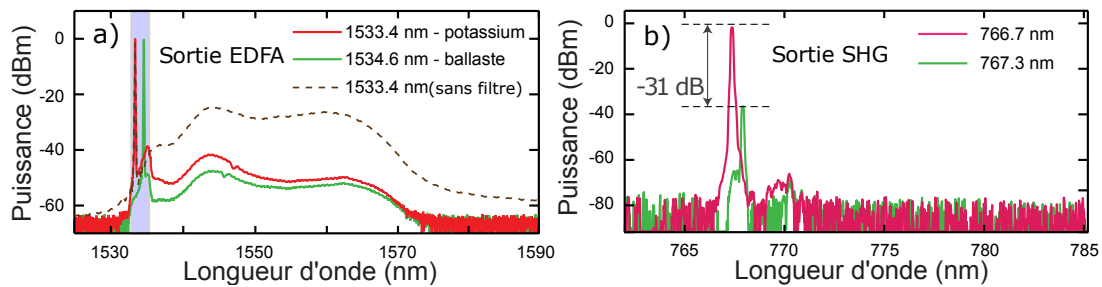 a)
Sortie EDFA
1533.4 nm - potassium
1534.6 nm - ballaste
1533.4 nm(sans filtre)
Puissance (dBm)
0
-20
-40
-60
1530
1550
1570
1590
Longueur d'onde (nm)
b)
Sortie SHG
766.7 nm
767.3 nm
-31 dB
Puissance (dBm)
0
-20
-40
-60
-80
765
770
775
780
785
Longueur d'onde (nm)